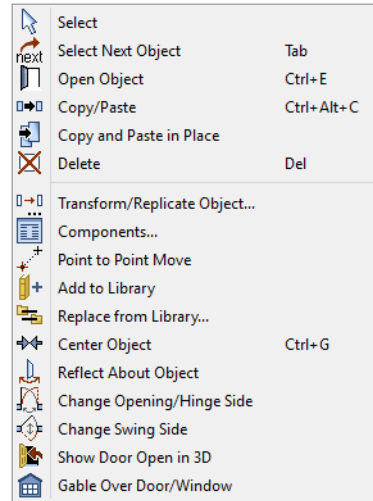 Select
next Select Next Object Tab
Open Object Ctrl+E
Copy/Paste Ctrl+Alt+C
Copy and Paste in Place
Delete Del
Transform/Replicate Object...
Components...
Point to Point Move
Add to Library
Replace from Library...
Center Object Ctrl+G
Reflect About Object
Change Opening/Hinge Side
Change Swing Side
Show Door Open in 3D
Gable Over Door/Window